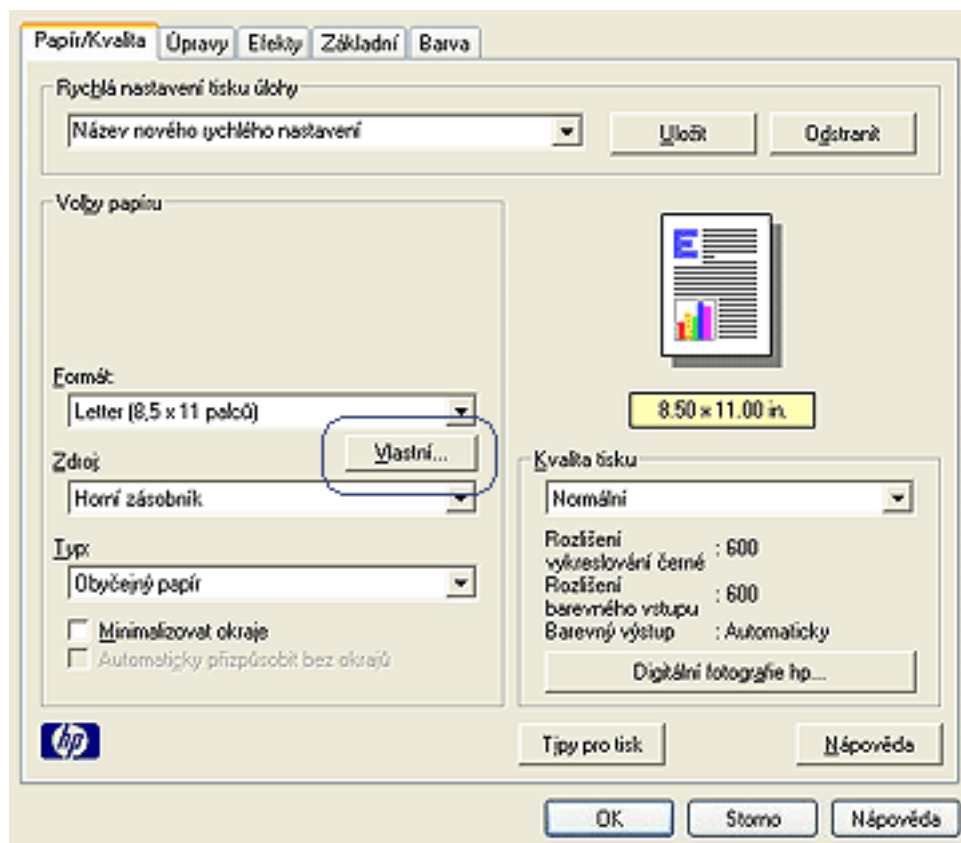 Papír/Kvalita Úpravy Efekty Základní Barva
Rychlá nastavení tisku úlohy
Název nového rychlého nastavení Uložit Odstranit
Volby papíru
E
Formát:
Letter (8,5 x 11 palců) 8.50 × 11.00 in.
Vlastní...
Zdroj: Kvalita tisku
Horní zásobník Normální
Typ: Rozlišení
vykreslování černé : 600
Obyčejný papír Rozlišení
barevného vstupu : 600
Minimalizovat okraje Barevný výstup : Automaticky
Automaticky přizpůsobit bez okrajů
Digitální fotografie hp...
hp Tipy pro tisk Nápověda
OK Storno Nápověda